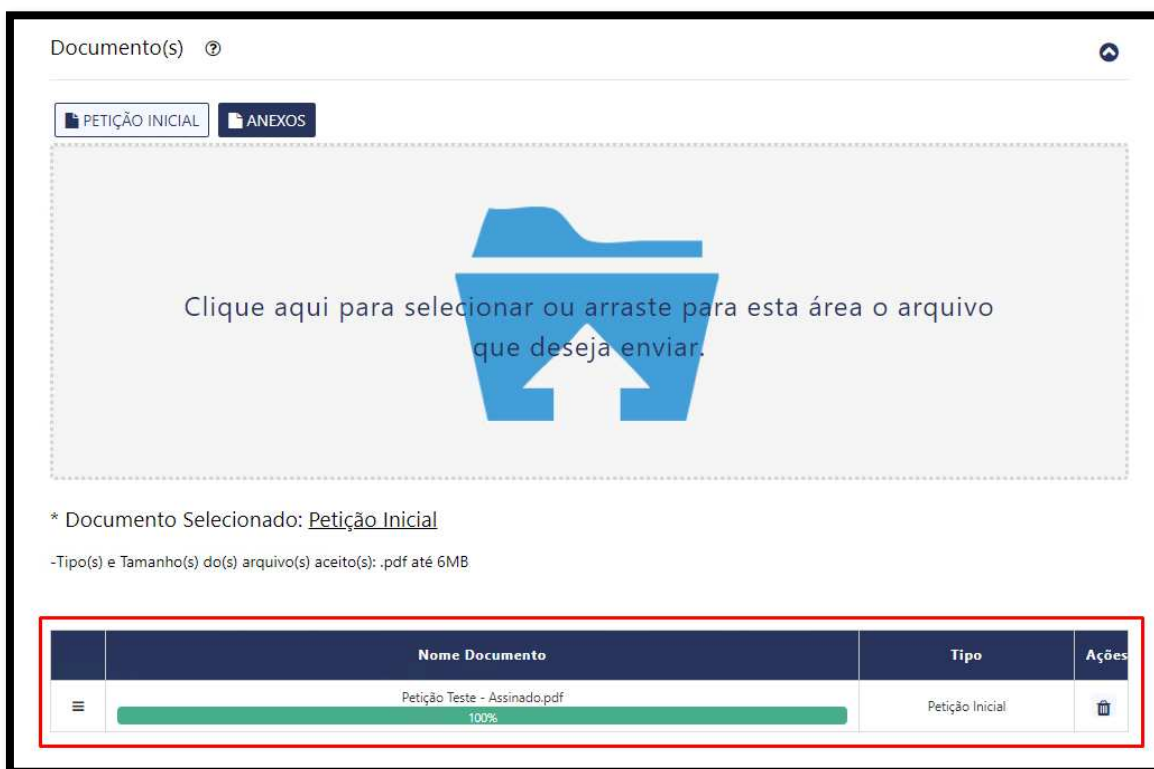 Documento(s)
PETIÇÃO INICIAL ANEXOS
Clique aqui para selecionar ou arraste para esta área o arquivo
que deseja enviar.
* Documento Selecionado: Petição Inicial
-Tipo(s) e Tamanho(s) do(s) arquivo(s) aceito(s): .pdf até 6MB
Nome Documento Tipo Ações
Petição Teste - Assinado.pdf
100%
Petição Inicial